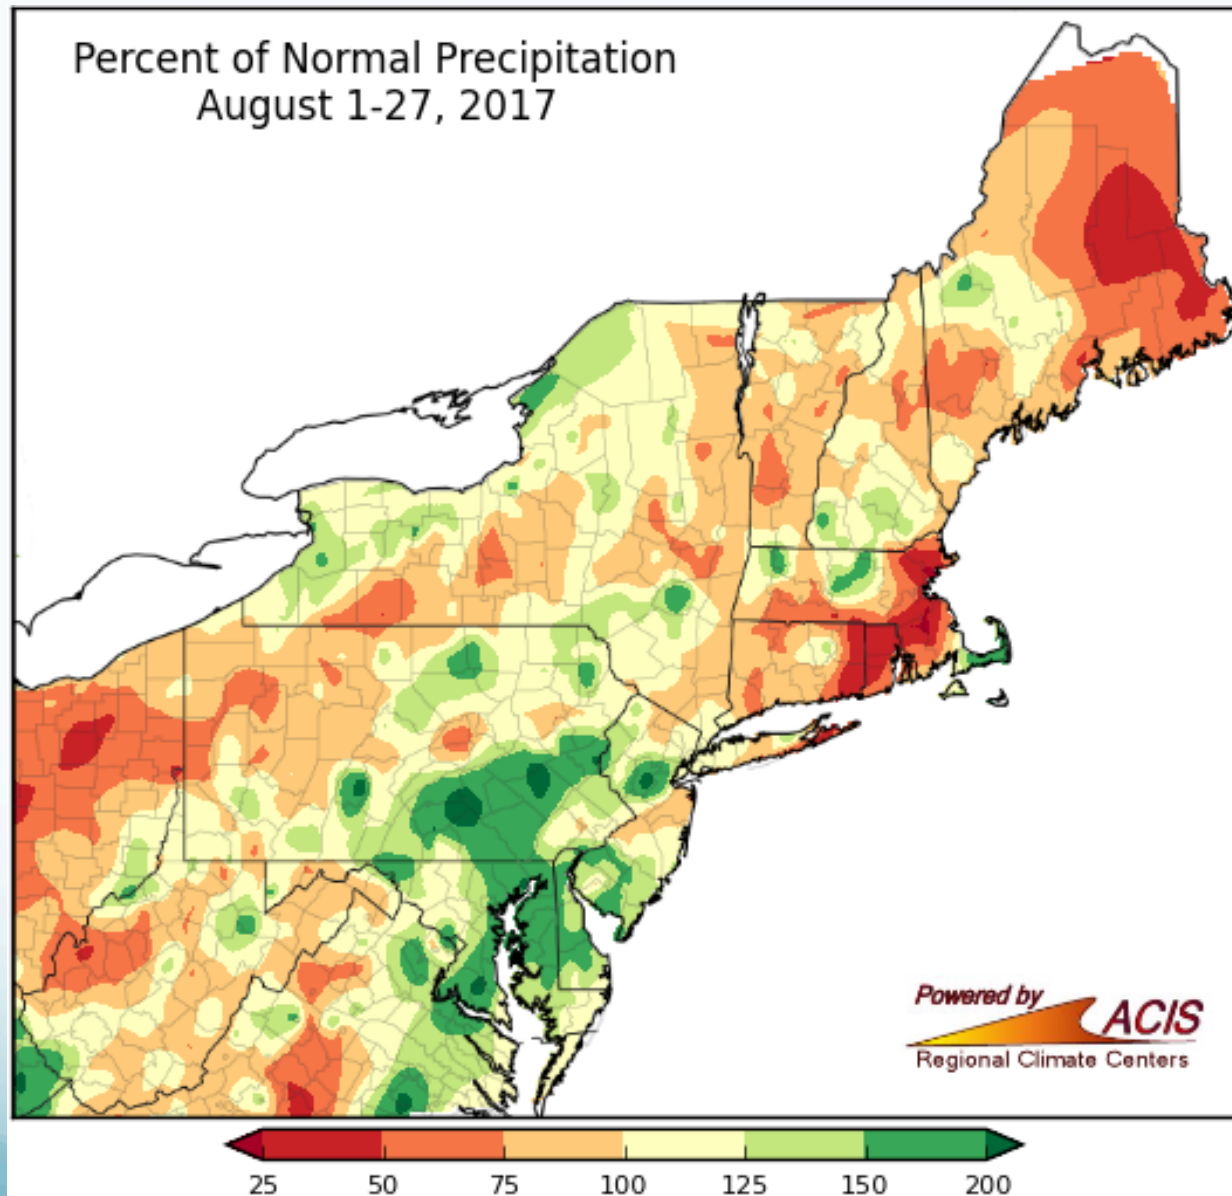 Percent of Normal Precipitation
August 1-27, 2017
Powered by
ACIS
Regional Climate Centers
25 50 75 100 125 150 200